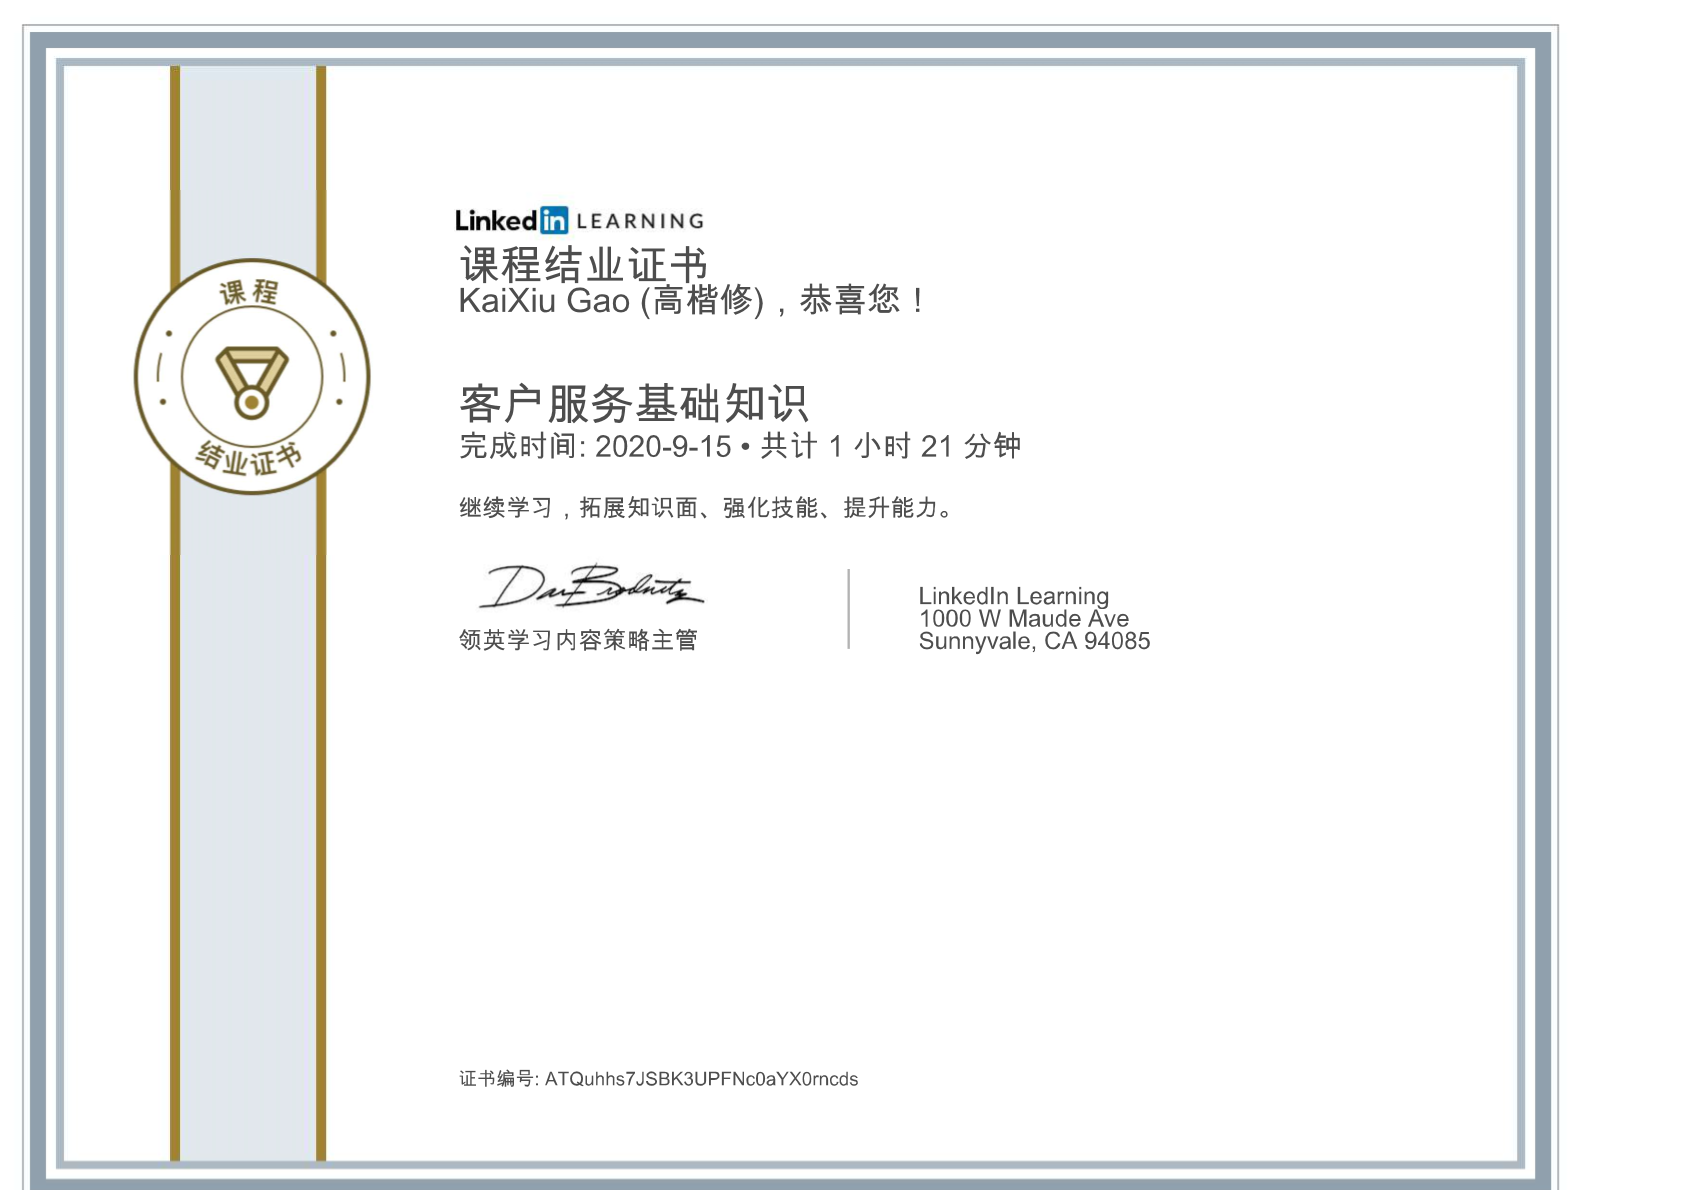 LinkedIn LEARNING
课程结业证书
KaiXiu Gao (高楷修)，恭喜您！
课程
结业证书
客户服务基础知识
完成时间: 2020-9-15 • 共计 1 小时 21 分钟
继续学习，拓展知识面、强化技能、提升能力。
领英学习内容策略主管
LinkedIn Learning
1000 W Maude Ave
Sunnyvale, CA 94085
证书编号: ATQuhhs7JSBK3UPFNc0aYX0rncds